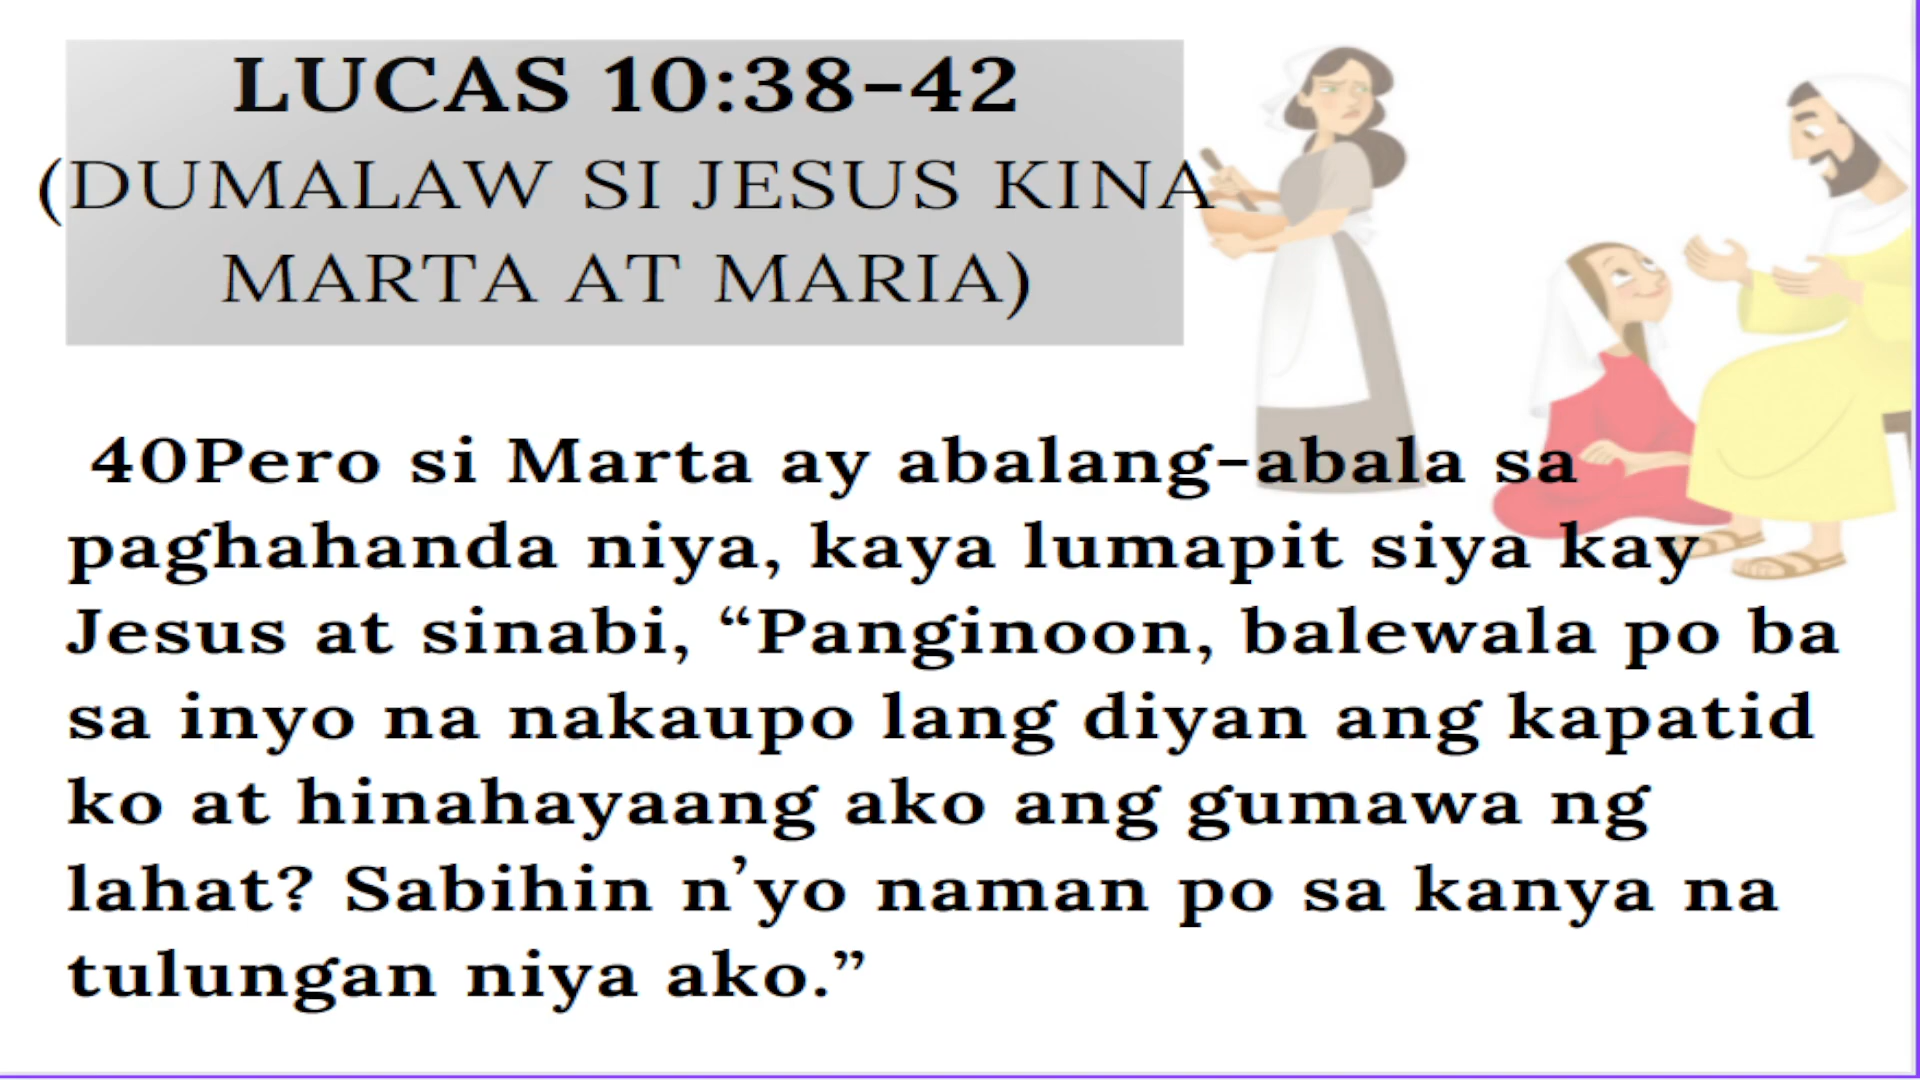 LUCAS 10:38-42
(DUMALAW SI JESUS KINA
MARTA AT MARIA)
40Pero si Marta ay abalang-abala sa
paghahanda niya, kaya lumapit siya kay
Jesus at sinabi, “Panginoon, balewala po ba
sa inyo na nakaupo lang diyan ang kapatid
ko at hinahayaang ako ang gumawa ng
lahat? Sabihin n’yo naman po sa kanya na
tulungan niya ako.”